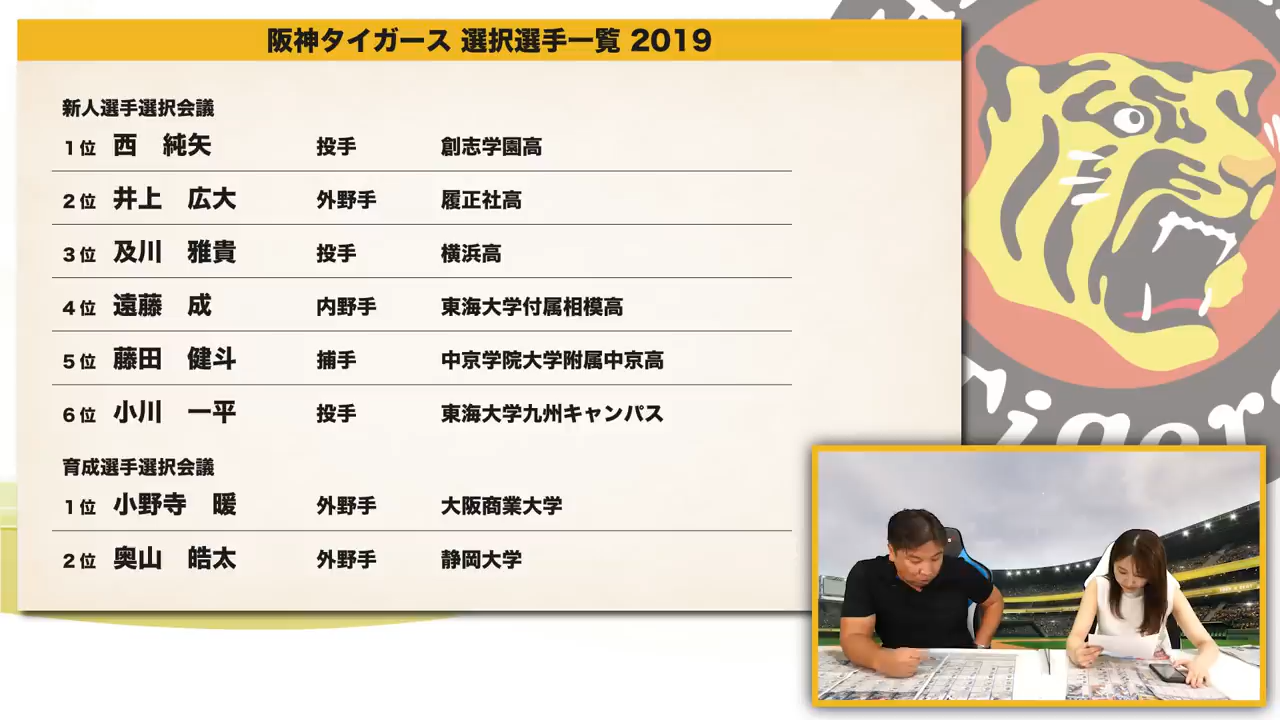 阪神タイガース 選択選手一覧 2019
新人選手選択会議
1位 西 純矢 投手 創志学園高
2位 井上 広大 外野手 履正社高
3位 及川 雅貴 投手 横浜高
4位 遠藤 成 内野手 東海大学付属相模高
5位 藤田 健斗 捕手 中京学院大学附属中京高
6位 小川 一平 投手 東海大学九州キャンパス
育成選手選択会議
1位 小野寺 暖 外野手 大阪商業大学
2位 奥山 皓太 外野手 静岡大学
Tigers